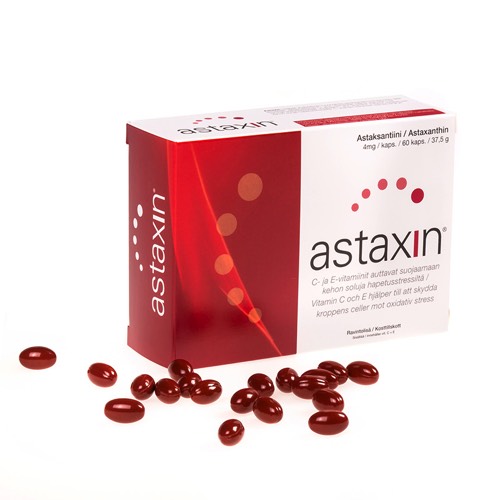 astaxin®
astaxin®
Astaksantiini / Astaxanthin
4mg / kaps. / 60 kaps. / 37,5 g
astaxin®
C- ja E-vitamiinit auttavat suojaamaan
kehon soluja hapetusstressiltä /
Vitamin C och E hjälper till att skydda
kroppens celler mot oxidativ stress
Ravintolisä / Kosttillskott